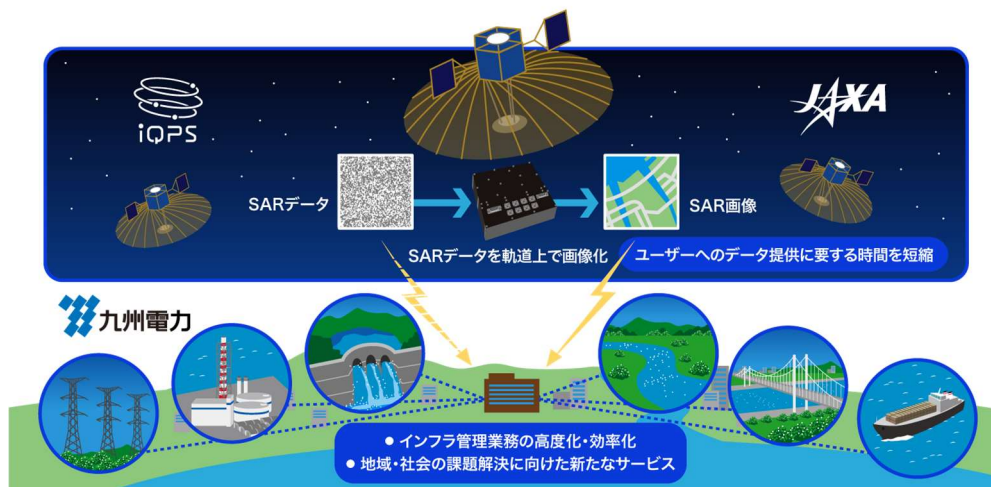 iQPS
JAXA
SARデータ
SAR画像
SARデータを軌道上で画像化
ユーザーへのデータ提供に要する時間を短縮
九州電力
● インフラ管理業務の高度化・効率化
● 地域・社会の課題解決に向けた新たなサービス